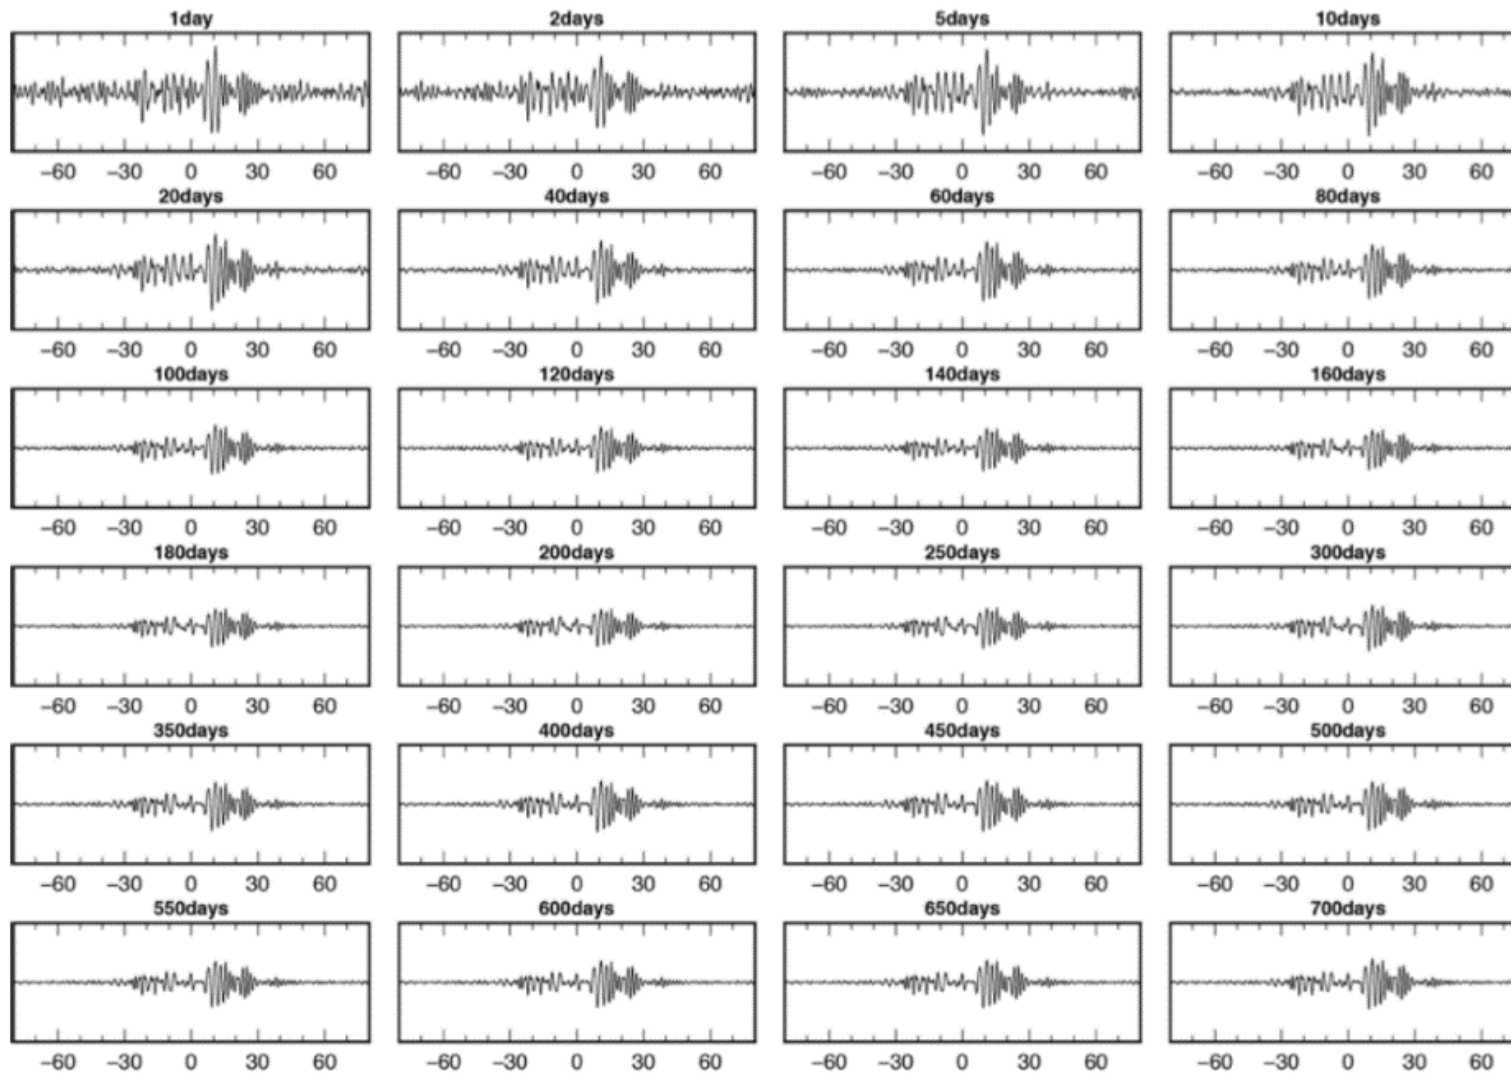 1day 2days 5days 10days
−60 −30 0 30 60 −60 −30 0 30 60 −60 −30 0 30 60 −60 −30 0 30 60
20days 40days 60days 80days
−60 −30 0 30 60 −60 −30 0 30 60 −60 −30 0 30 60 −60 −30 0 30 60
100days 120days 140days 160days
−60 −30 0 30 60 −60 −30 0 30 60 −60 −30 0 30 60 −60 −30 0 30 60
180days 200days 250days 300days
−60 −30 0 30 60 −60 −30 0 30 60 −60 −30 0 30 60 −60 −30 0 30 60
350days 400days 450days 500days
−60 −30 0 30 60 −60 −30 0 30 60 −60 −30 0 30 60 −60 −30 0 30 60
550days 600days 650days 700days
−60 −30 0 30 60 −60 −30 0 30 60 −60 −30 0 30 60 −60 −30 0 30 60